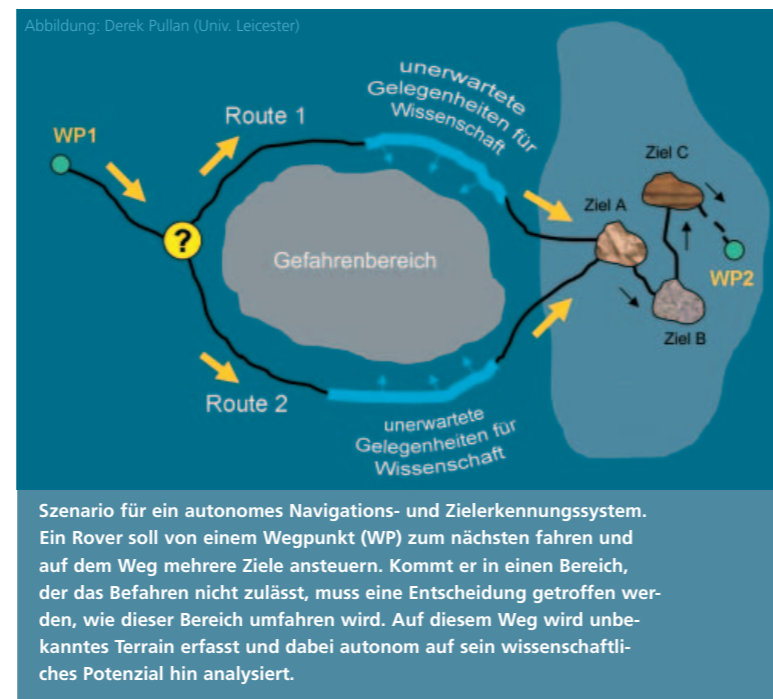 Abbildung: Derek Pullan (Univ. Leicester)
WP1
Route 1
unerwartete
Gelegenheiten für
Wissenschaft
?
Gefahrenbereich
Ziel C
Ziel A
WP2
Ziel B
Route 2
unerwartete
Gelegenheiten für
Wissenschaft
Szenario für ein autonomes Navigations- und Zielerkennungssystem.
Ein Rover soll von einem Wegpunkt (WP) zum nächsten fahren und
auf dem Weg mehrere Ziele ansteuern. Kommt er in einen Bereich,
der das Befahren nicht zulässt, muss eine Entscheidung getroffen wer-
den, wie dieser Bereich umfahren wird. Auf diesem Weg wird unbe-
kanntes Terrain erfasst und dabei autonom auf sein wissenschaftli-
ches Potenzial hin analysiert.